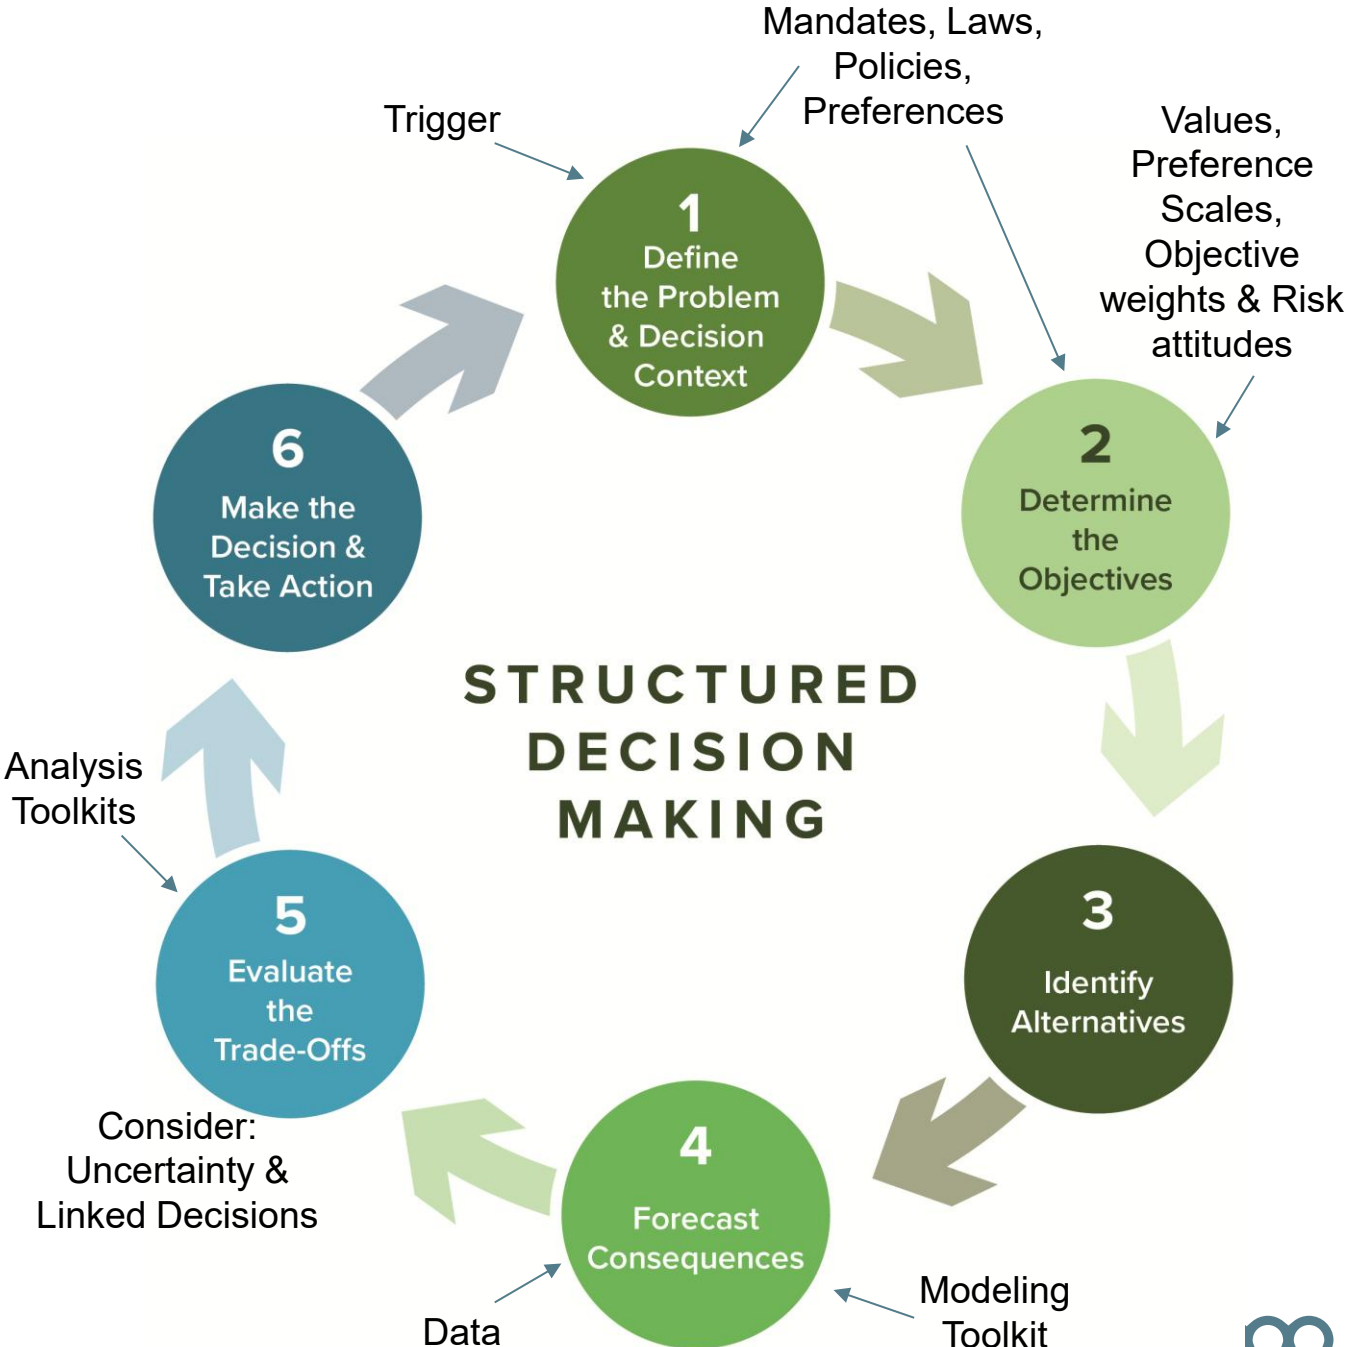 Mandates, Laws,
Policies,
Preferences
Trigger
Values,
Preference
Scales,
Objective
weights & Risk
attitudes
1
Define
the Problem
& Decision
Context
2
Determine
the
Objectives
3
Identify
Alternatives
4
Forecast
Consequences
Data
Modeling
Toolkit
5
Evaluate
the
Trade-Offs
Analysis
Toolkits
Consider:
Uncertainty &
Linked Decisions
6
Make the
Decision &
Take Action
STRUCTURED
DECISION
MAKING